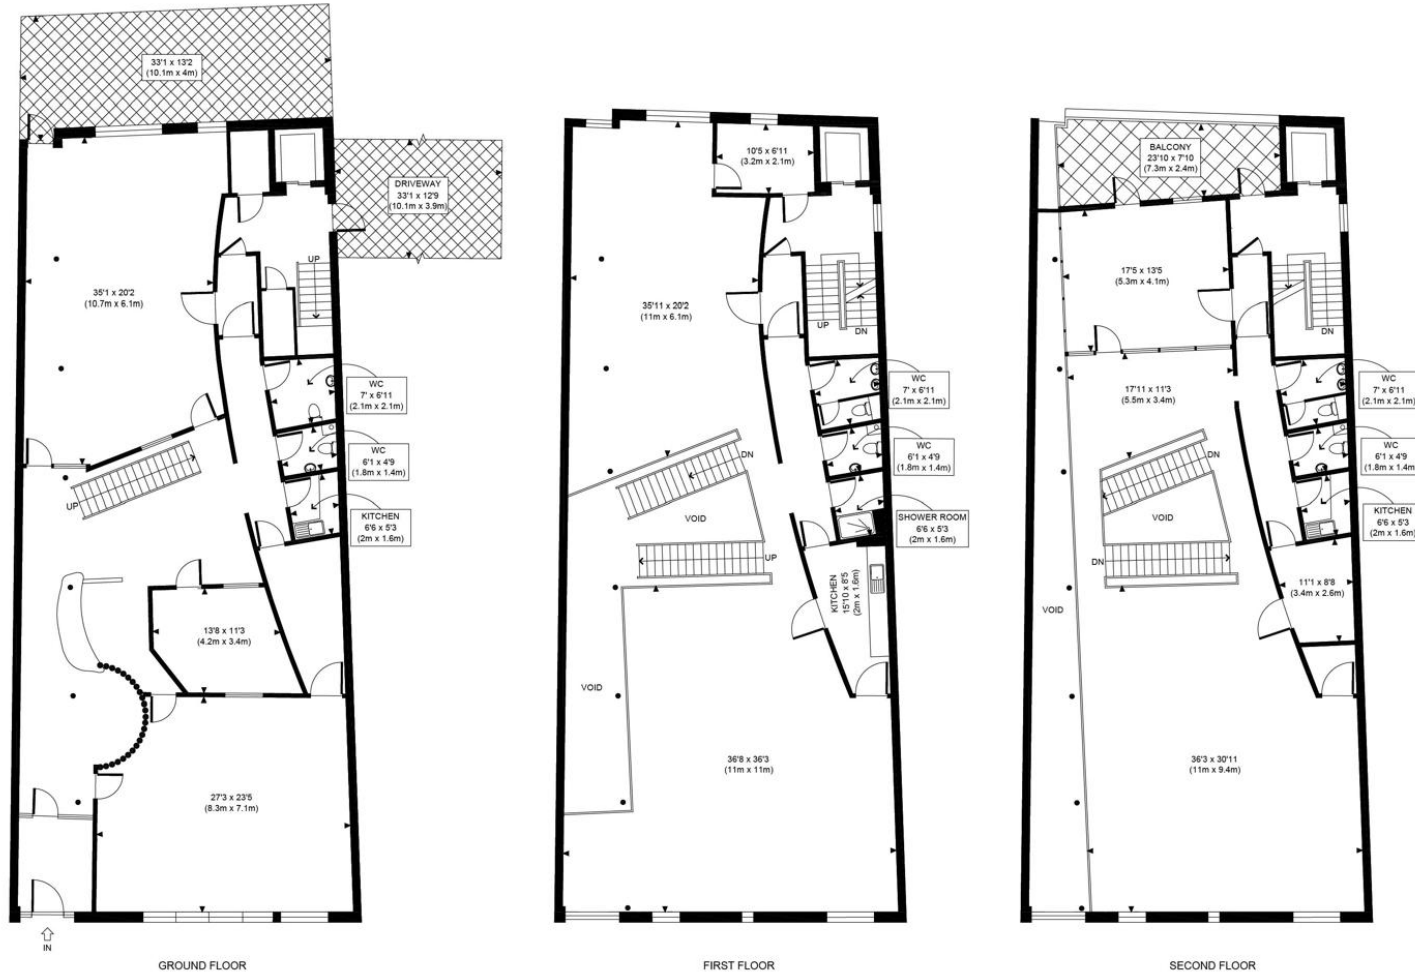 33'1 x 13'2
(10.1m x 4m)
DRIVEWAY
33'1 x 12'9
(10.1m x 3.9m)
UP
35'1 x 20'2
(10.7m x 6.1m)
WC
7' x 6'11
(2.1m x 2.1m)
WC
6'1 x 4'9
(1.8m x 1.4m)
UP
KITCHEN
6'6 x 5'3
(2m x 1.6m)
13'8 x 11'3
(4.2m x 3.4m)
27'3 x 23'5
(8.3m x 7.1m)
IN
GROUND FLOOR
10'5 x 6'11
(3.2m x 2.1m)
35'11 x 20'2
(11m x 6.1m)
UP
DN
WC
7' x 6'11
(2.1m x 2.1m)
WC
6'1 x 4'9
(1.8m x 1.4m)
DN
VOID
SHOWER ROOM
6'6 x 5'3
(2m x 1.6m)
UP
KITCHEN
15'10 x 8'5
(2m x 1.6m)
VOID
36'8 x 36'3
(11m x 11m)
FIRST FLOOR
BALCONY
23'10 x 7'10
(7.3m x 2.4m)
17'5 x 13'5
(5.3m x 4.1m)
DN
17'11 x 11'3
(5.5m x 3.4m)
WC
7' x 6'11
(2.1m x 2.1m)
WC
6'1 x 4'9
(1.8m x 1.4m)
DN
VOID
KITCHEN
6'6 x 5'3
(2m x 1.6m)
DN
11'1 x 8'8
(3.4m x 2.6m)
VOID
36'3 x 30'11
(11m x 9.4m)
SECOND FLOOR